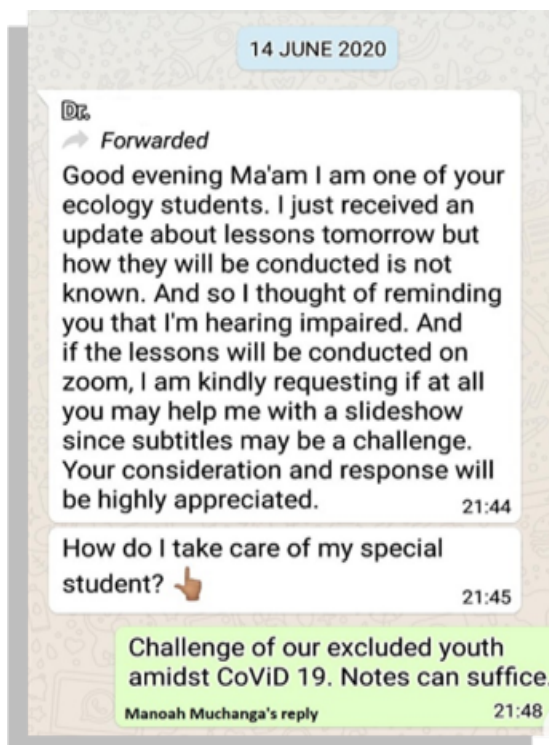 14 JUNE 2020
Dr.
Forwarded
Good evening Ma'am I am one of your
ecology students. I just received an
update about lessons tomorrow but
how they will be conducted is not
known. And so I thought of reminding
you that I'm hearing impaired. And
if the lessons will be conducted on
zoom, I am kindly requesting if at all
you may help me with a slideshow
since subtitles may be a challenge.
Your consideration and response will
be highly appreciated.
21:44
How do I take care of my special
student? 👆🏽
21:45
Challenge of our excluded youth
amidst CoViD 19. Notes can suffice.
Manoah Muchanga's reply
21:48